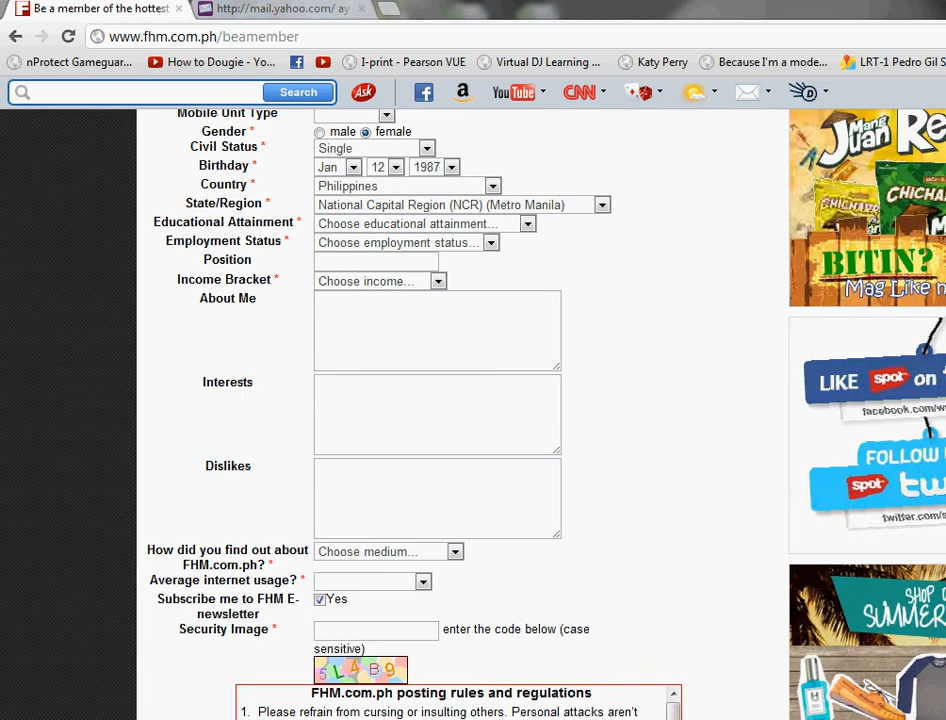 Be a member of the hottest × http://mail.yahoo.com/ ay ×
www.fhm.com.ph/beamember
nProtect Gameguar... How to Dougie - Yo... I-print - Pearson VUE Virtual DJ Learning ... Katy Perry Because I'm a mode... LRT-1 Pedro Gil S
Search Ask YouTube CNN
Mobile Unit Type
Gender * male female
Civil Status * Single
Birthday * Jan 12 1987
Country * Philippines
State/Region * National Capital Region (NCR) (Metro Manila)
Educational Attainment * Choose educational attainment...
Employment Status * Choose employment status...
Position
Income Bracket * Choose income...
About Me
Interests
Dislikes
How did you find out about
FHM.com.ph? * Choose medium...
Average internet usage? *
Subscribe me to FHM E-
newsletter
Yes
Security Image * enter the code below (case
sensitive)
5L4B9
FHM.com.ph posting rules and regulations
1. Please refrain from cursing or insulting others. Personal attacks aren't
Mang
Juan Re
CHICHARO
CHICHA
BITIN?
Mag Like n
LIKE spot on f
facebook.com/w
FOLLOW
spot tw
twitter.com/s
SHOP
SUMMER